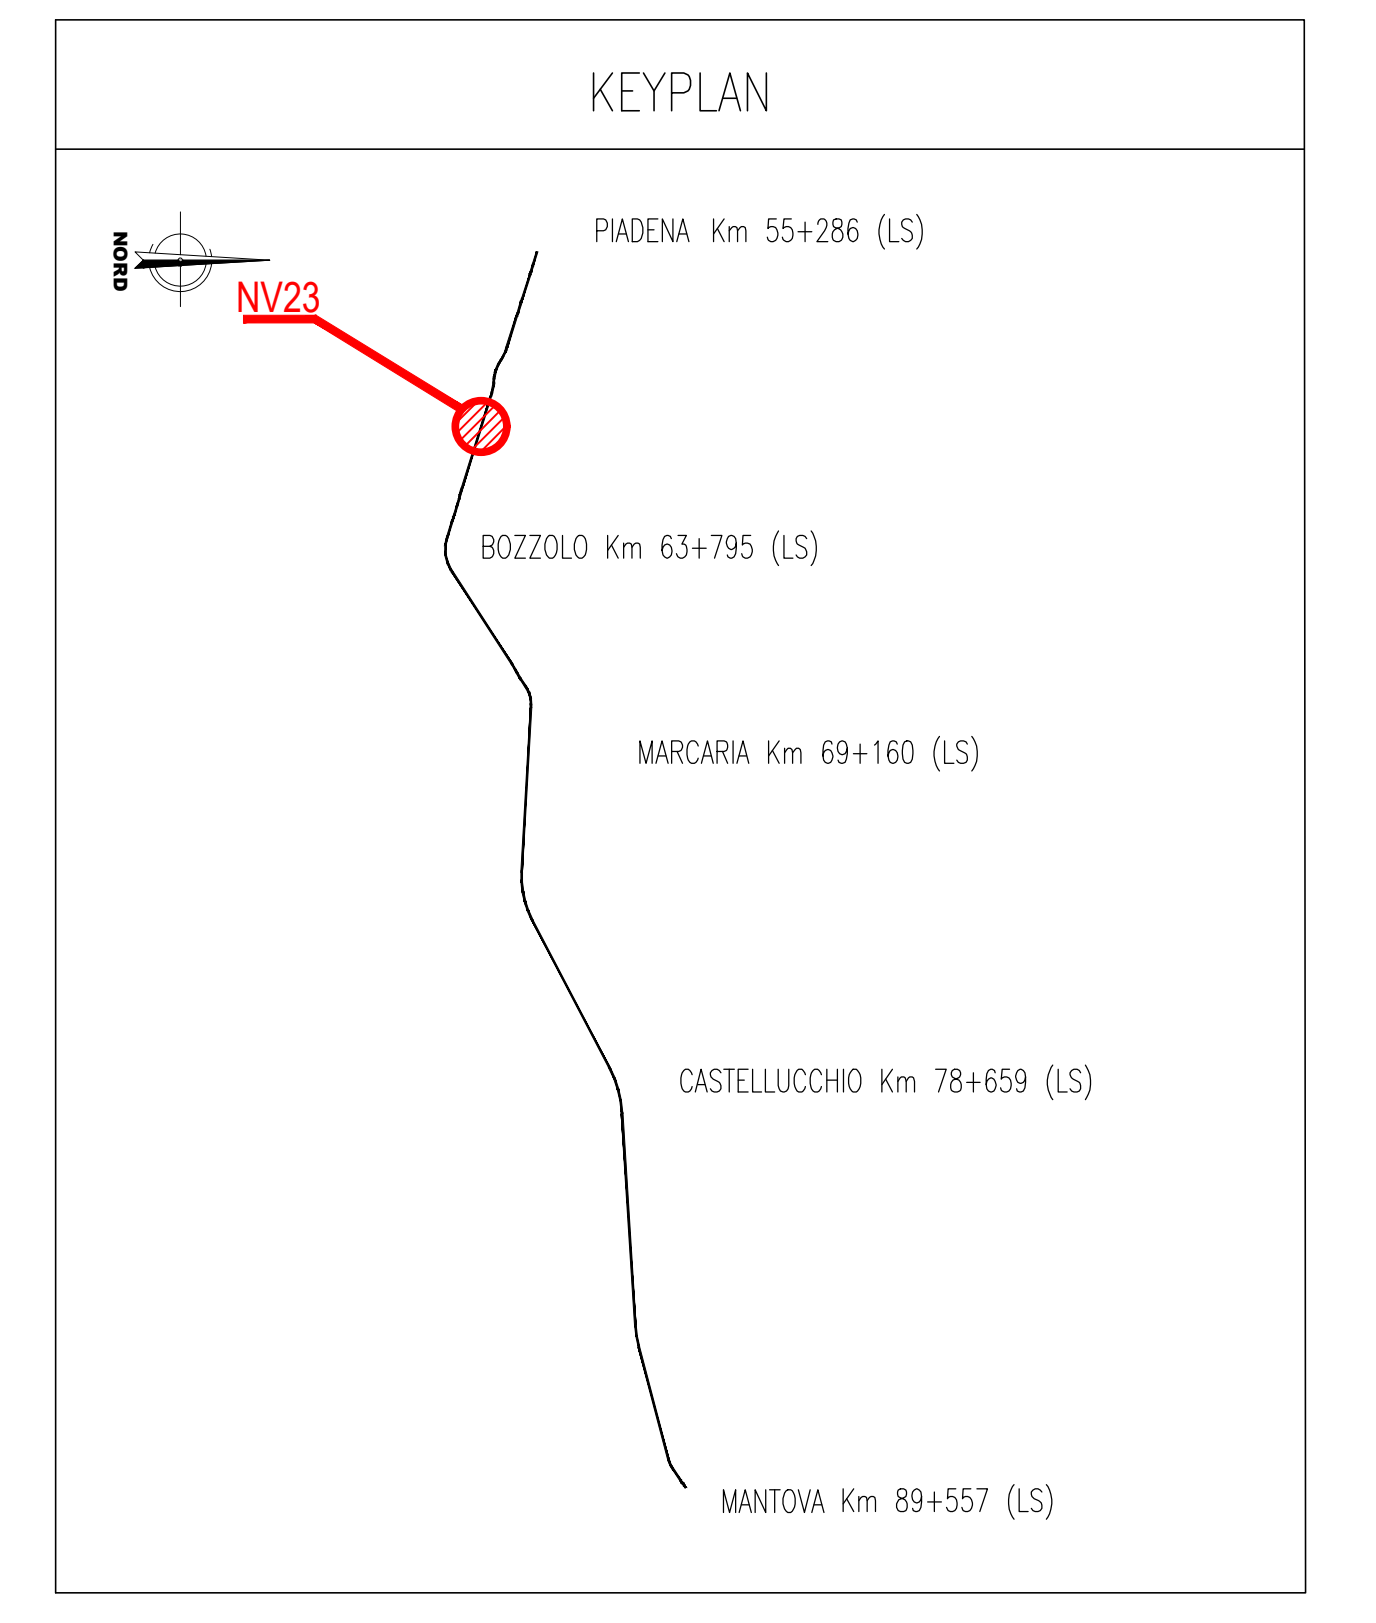 KEYPLAN
PIADENA Km 55+286 (LS)
NORD
NV23
BOZZOLO Km 63+795 (LS)
MARCARIA Km 69+160 (LS)
CASTELLUCCHIO Km 78+659 (LS)
MANTOVA Km 89+557 (LS)